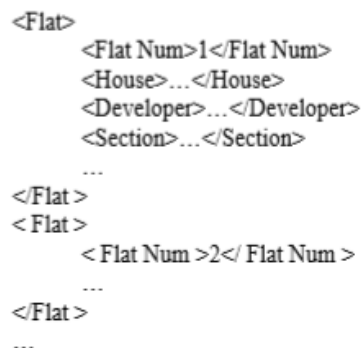 <Flat>
<Flat Num>1</Flat Num>
<House>…</House>
<Developer>…</Developer>
<Section>…</Section>
…
</Flat >
< Flat >
< Flat Num >2</ Flat Num >
…
</Flat >
…